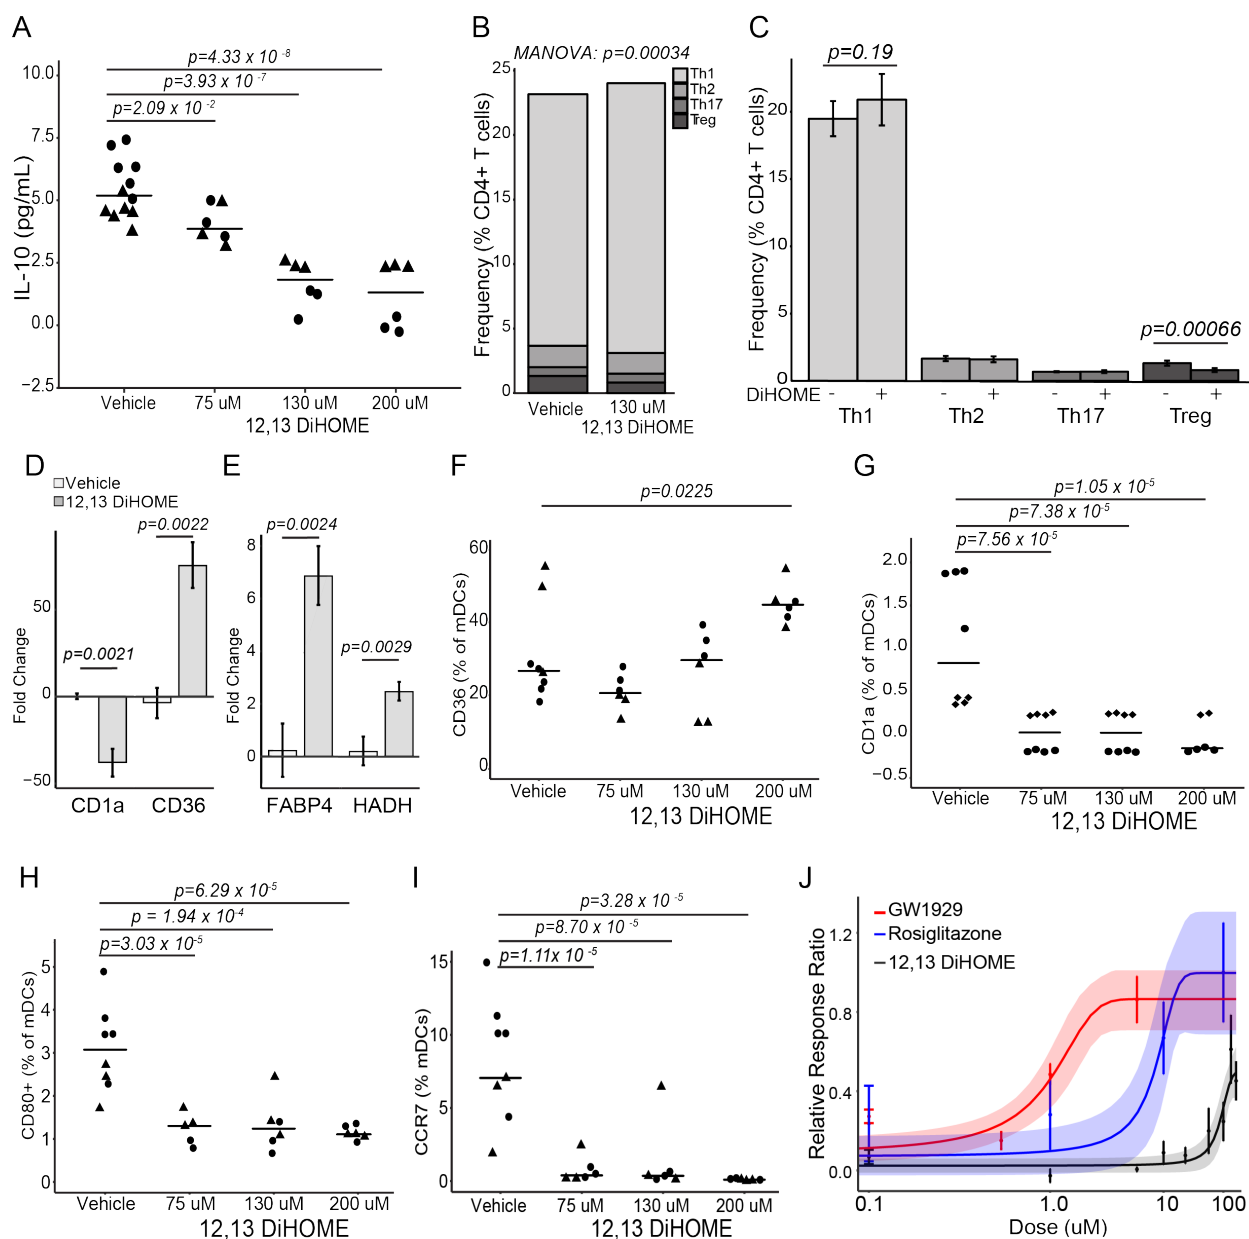 A
p=4.33 x 10 -8
p=3.93 x 10 -7
p=2.09 x 10 -2
IL-10 (pg/mL)
10.0
7.5
5.0
2.5
0.0
−2.5
Vehicle
75 uM
130 uM
200 uM
12,13 DiHOME
B
MANOVA: p=0.00034
Th1
Th2
Th17
Treg
Frequency (% CD4+ T cells)
25
20
15
10
5
0
Vehicle
130 uM
12,13 DiHOME
C
p=0.19
p=0.00066
Frequency (% CD4+ T cells)
20
15
10
5
0
DiHOME
- + - + - + - +
Th1
Th2
Th17
Treg
D
Vehicle
12,13 DiHOME
p=0.0022
p=0.0021
Fold Change
50
0
−50
CD1a
CD36
E
p=0.0024
p=0.0029
Fold Change
8
6
4
2
0
FABP4
HADH
F
p=0.0225
CD36 (% of mDCs)
60
40
20
0
Vehicle
75 uM
130 uM
200 uM
12,13 DiHOME
G
p=1.05 x 10-5
p=7.38 x 10-5
p=7.56 x 10-5
CD1a (% of mDCs)
2.0
1.5
1.0
0.5
0.0
−0.5
Vehicle
75 uM
130 uM
200 uM
12,13 DiHOME
H
p=6.29 x 10-5
p = 1.94 x 10-4
p=3.03 x 10-5
CD80+ (% of mDCs)
5
4
3
2
1
0
Vehicle
75 uM
130 uM
200 uM
12,13 DiHOME
I
p=3.28 x 10 -5
p=8.70 x 10 -5
p=1.11x 10 -5
CCR7 (% mDCs)
15
10
5
0
Vehicle
75 uM
130 uM
200 uM
12,13 DiHOME
J
GW1929
Rosiglitazone
12,13 DiHOME
Relative Response Ratio
1.2
0.8
0.4
0.0
0.1
1.0
10
100
Dose (uM)